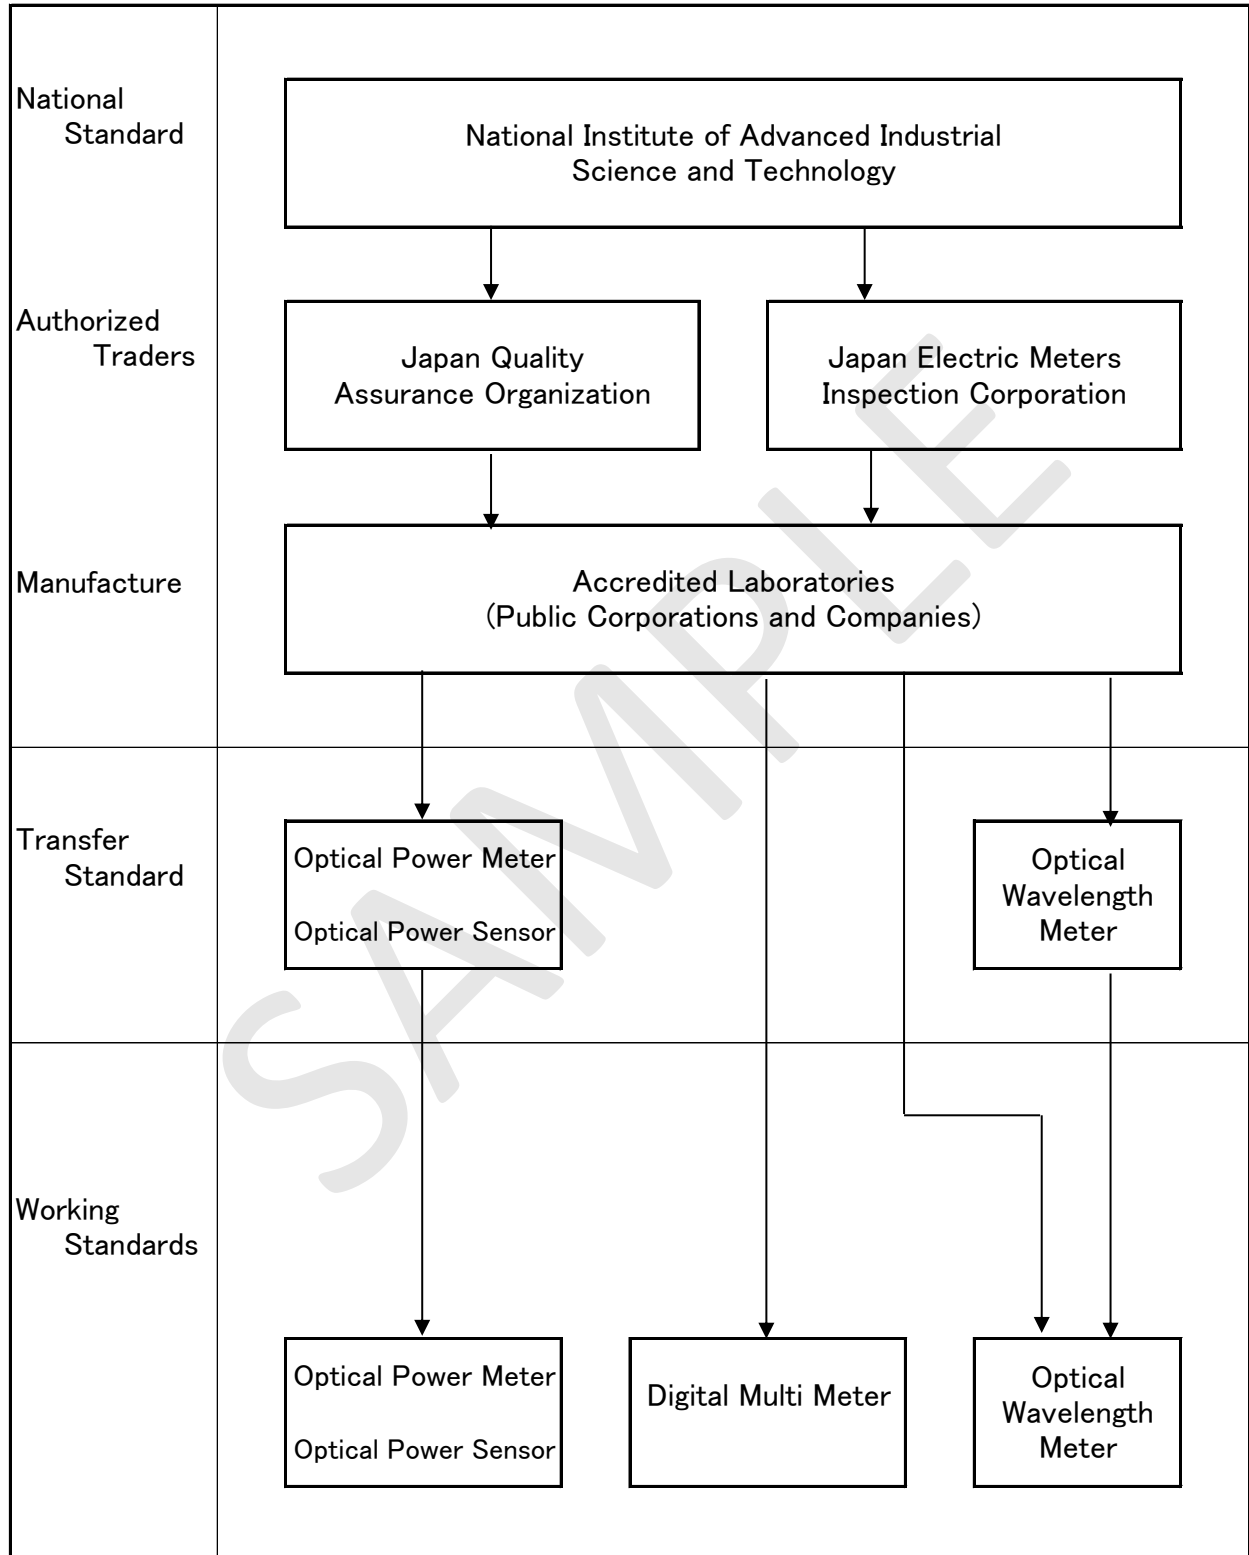 National
Standard
National Institute of Advanced Industrial
Science and Technology
Authorized
Traders
Japan Quality
Assurance Organization
Japan Electric Meters
Inspection Corporation
Manufacture
Accredited Laboratories
(Public Corporations and Companies)
Transfer
Standard
Optical Power Meter
Optical Power Sensor
Optical
Wavelength
Meter
Working
Standards
Optical Power Meter
Optical Power Sensor
Digital Multi Meter
Optical
Wavelength
Meter
SAMPLE